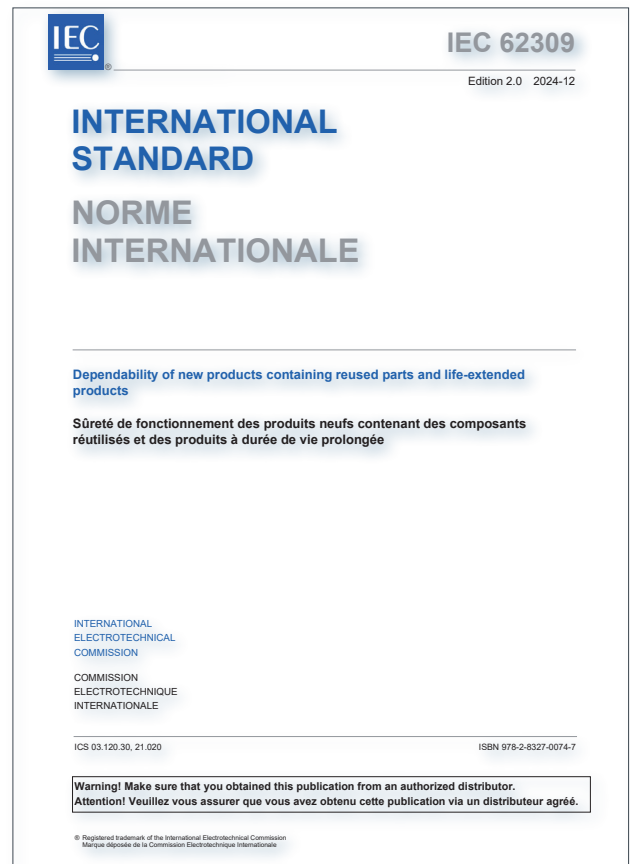 IEC
®
IEC 62309
Edition 2.0 2024-12
INTERNATIONAL
STANDARD
NORME
INTERNATIONALE
Dependability of new products containing reused parts and life-extended
products
Sûreté de fonctionnement des produits neufs contenant des composants
réutilisés et des produits à durée de vie prolongée
INTERNATIONAL
ELECTROTECHNICAL
COMMISSION
COMMISSION
ELECTROTECHNIQUE
INTERNATIONALE
ICS 03.120.30, 21.020
ISBN 978-2-8327-0074-7
Warning! Make sure that you obtained this publication from an authorized distributor.
Attention! Veuillez vous assurer que vous avez obtenu cette publication via un distributeur agréé.
® Registered trademark of the International Electrotechnical Commission
Marque déposée de la Commission Electrotechnique Internationale